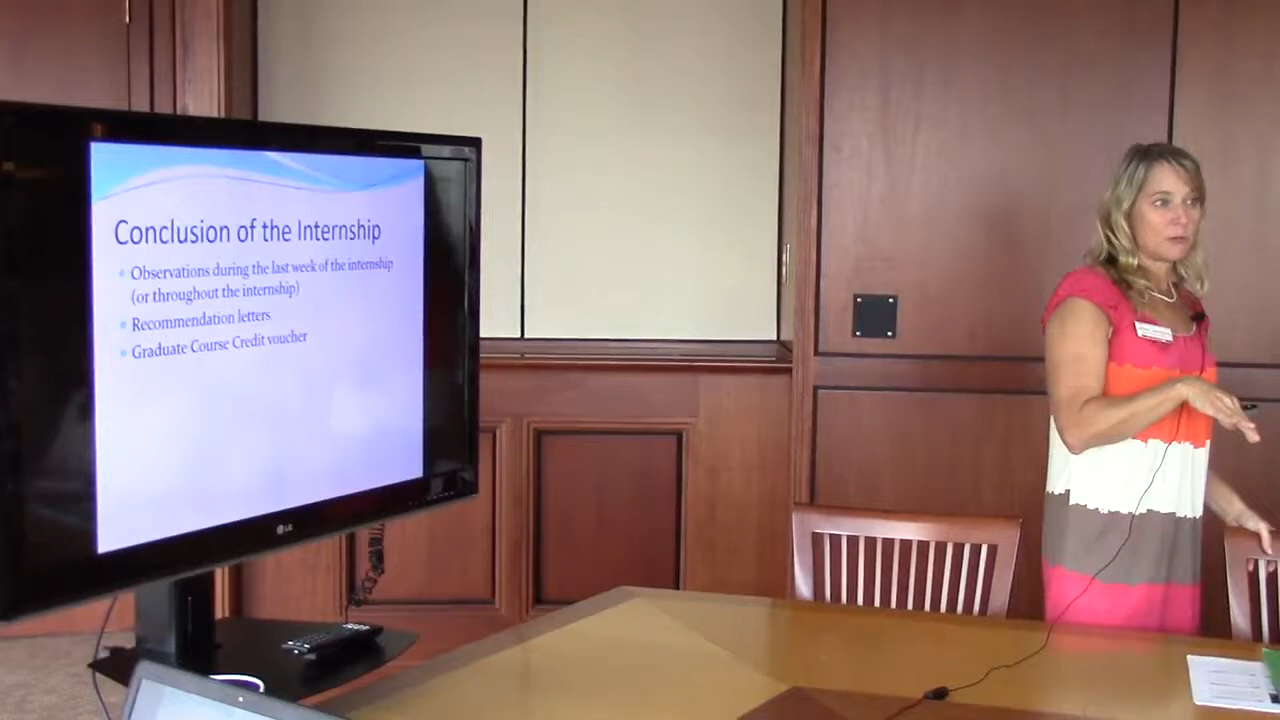 Conclusion of the Internship
Observations during the last week of the internship
(or throughout the internship)
Recommendation letters
Graduate Course Credit voucher
LG